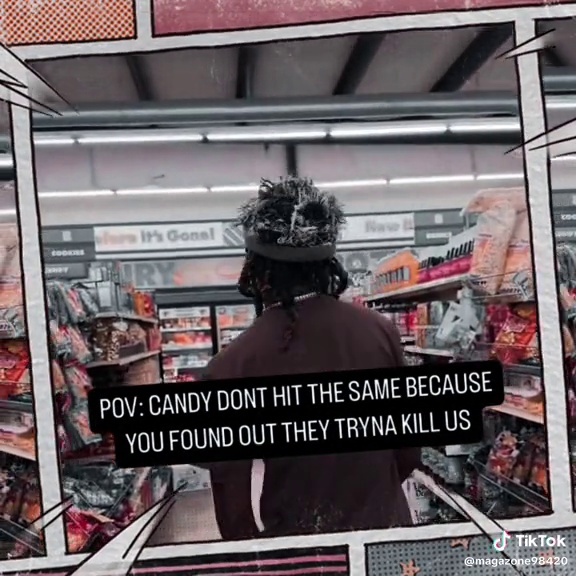 It's Gone!
New
COOKIES
POV: CANDY DONT HIT THE SAME BECAUSE
YOU FOUND OUT THEY TRYNA KILL US
TikTok
@magazone98420